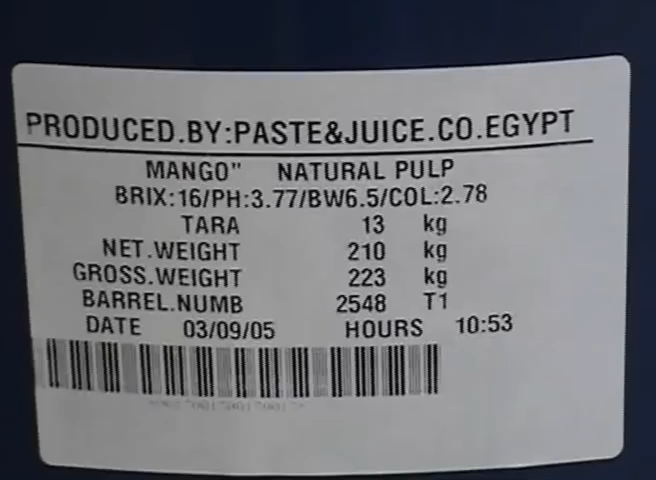 PRODUCED.BY:PASTE&JUICE.CO.EGYPT
MANGO" NATURAL PULP
BRIX:16/PH:3.77/BW6.5/COL:2.78
TARA 13 kg
NET.WEIGHT 210 kg
GROSS.WEIGHT 223 kg
BARREL.NUMB 2548 T1
DATE 03/09/05 HOURS 10:53